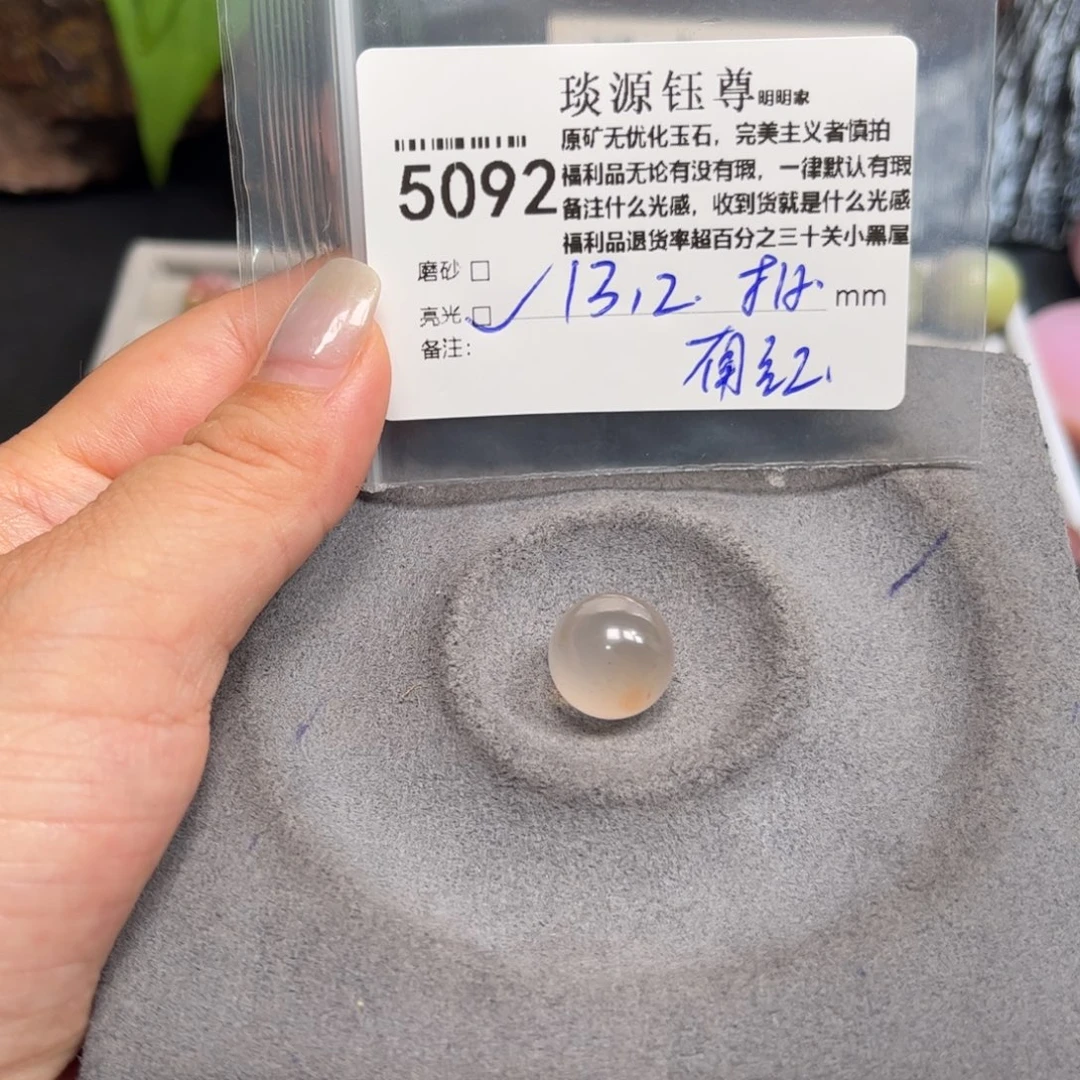 琰源钰尊明明家
原矿无优化玉石，完美主义者慎拍
5092
福利品无论有没有瑕，一律默认有瑕
备注什么光感，收到货就是什么光感
福利品退货率超百分之三十关小黑屋
磨砂 □
亮光 □ ✓ 13.2. mm
备注：
南红